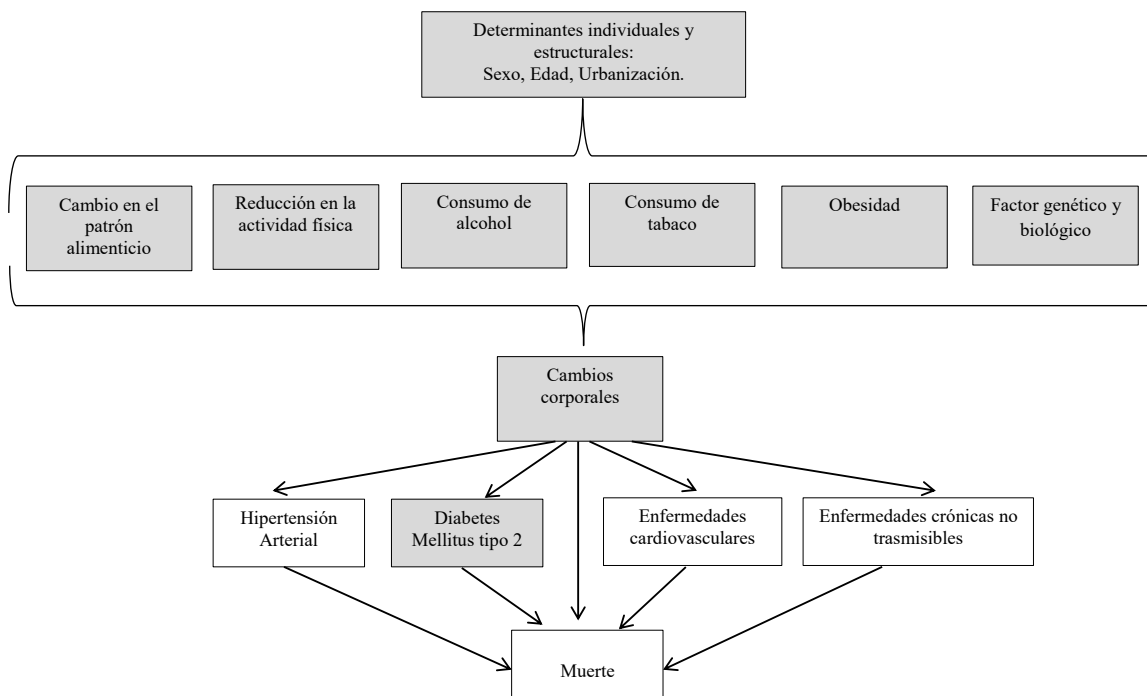 Determinantes individuales y
estructurales:
Sexo, Edad, Urbanización.
Cambio en el
patrón
alimenticio
Reducción en la
actividad física
Consumo de
alcohol
Consumo de
tabaco
Obesidad
Factor genético y
biológico
Cambios
corporales
Hipertensión
Arterial
Diabetes
Mellitus tipo 2
Enfermedades
cardiovasculares
Enfermedades crónicas no
trasmisibles
Muerte